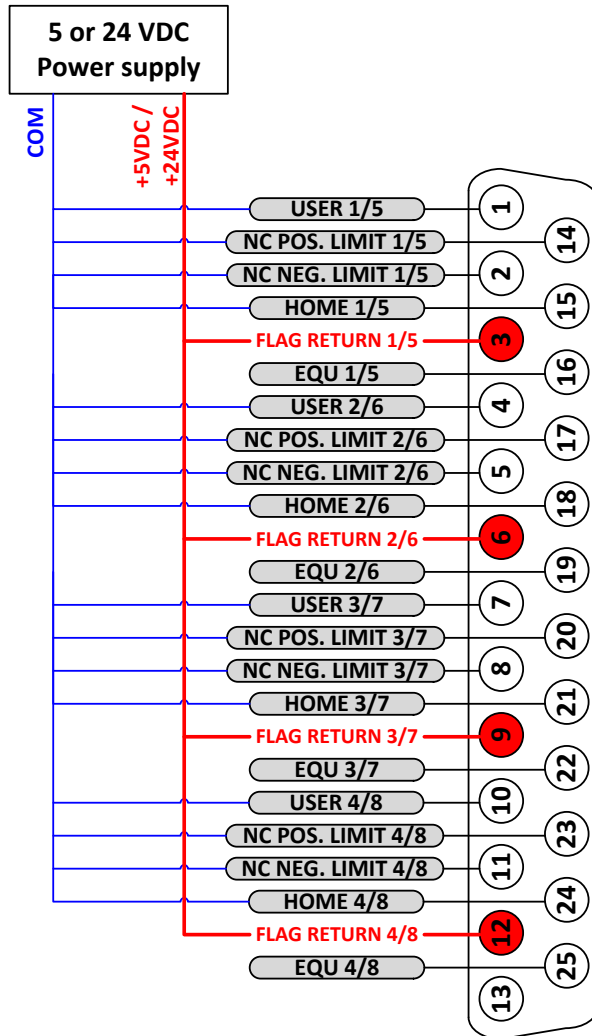 5 or 24 VDC
Power supply
COM
+5VDC /
+24VDC
USER 1/5
1
NC POS. LIMIT 1/5
14
NC NEG. LIMIT 1/5
2
HOME 1/5
15
FLAG RETURN 1/5
3
EQU 1/5
16
USER 2/6
4
NC POS. LIMIT 2/6
17
NC NEG. LIMIT 2/6
5
HOME 2/6
18
FLAG RETURN 2/6
6
EQU 2/6
19
USER 3/7
7
NC POS. LIMIT 3/7
20
NC NEG. LIMIT 3/7
8
HOME 3/7
21
FLAG RETURN 3/7
9
EQU 3/7
22
USER 4/8
10
NC POS. LIMIT 4/8
23
NC NEG. LIMIT 4/8
11
HOME 4/8
24
FLAG RETURN 4/8
12
EQU 4/8
25
13